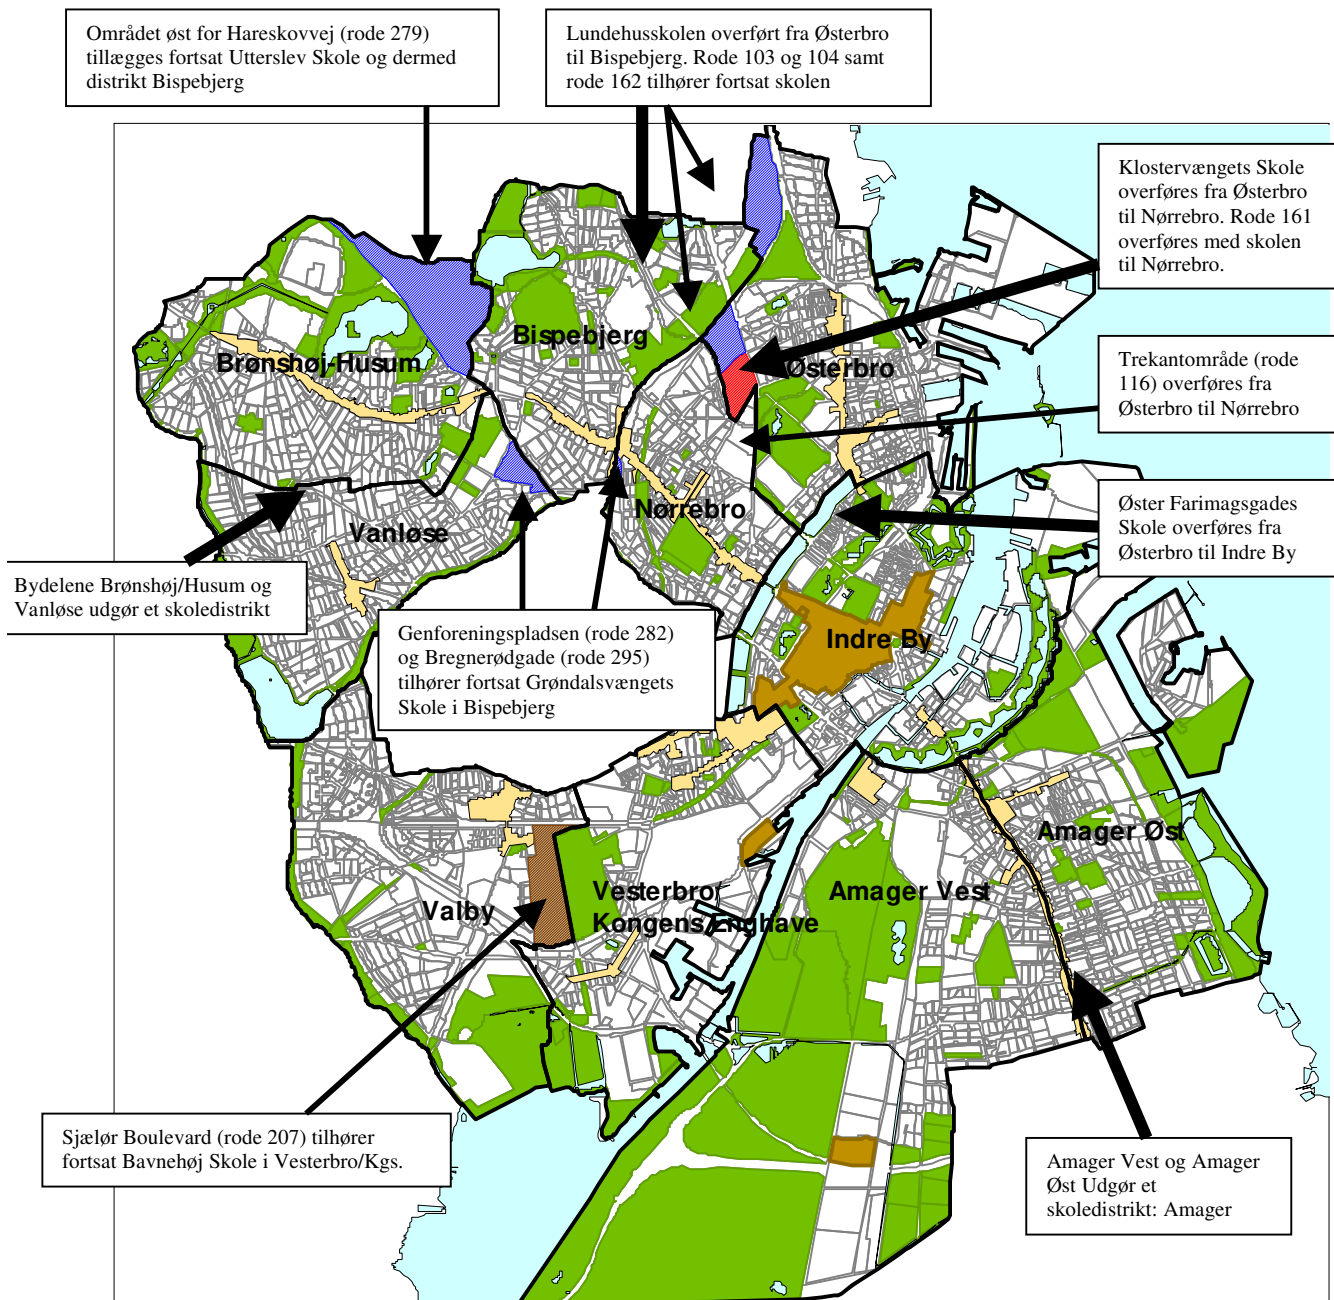 Området øst for Hareskovvej (rode 279)
tillægges fortsat Utterslev Skole og dermed
distrikt Bispebjerg
Lundehusskolen overført fra Østerbro
til Bispebjerg. Rode 103 og 104 samt
rode 162 tilhører fortsat skolen
Klostervængets Skole
overføres fra Østerbro
til Nørrebro. Rode 161
overføres med skolen
til Nørrebro.
Bispebjerg
Brønshøj-Husum
Østerbro
Trekantområde (rode
116) overføres fra
Østerbro til Nørrebro
Nørrebro
Vanløse
Øster Farimagsgades
Skole overføres fra
Østerbro til Indre By
Bydelene Brønshøj/Husum og
Vanløse udgør et skoledistrikt
Genforeningspladsen (rode 282)
og Bregnerødgade (rode 295)
tilhører fortsat Grøndalsvængets
Skole i Bispebjerg
Indre By
Amager Øst
Vesterbro/
Kongens Enghave
Amager Vest
Valby
Sjælør Boulevard (rode 207) tilhører
fortsat Bavnehøj Skole i Vesterbro/Kgs.
Amager Vest og Amager
Øst Udgør et
skoledistrikt: Amager